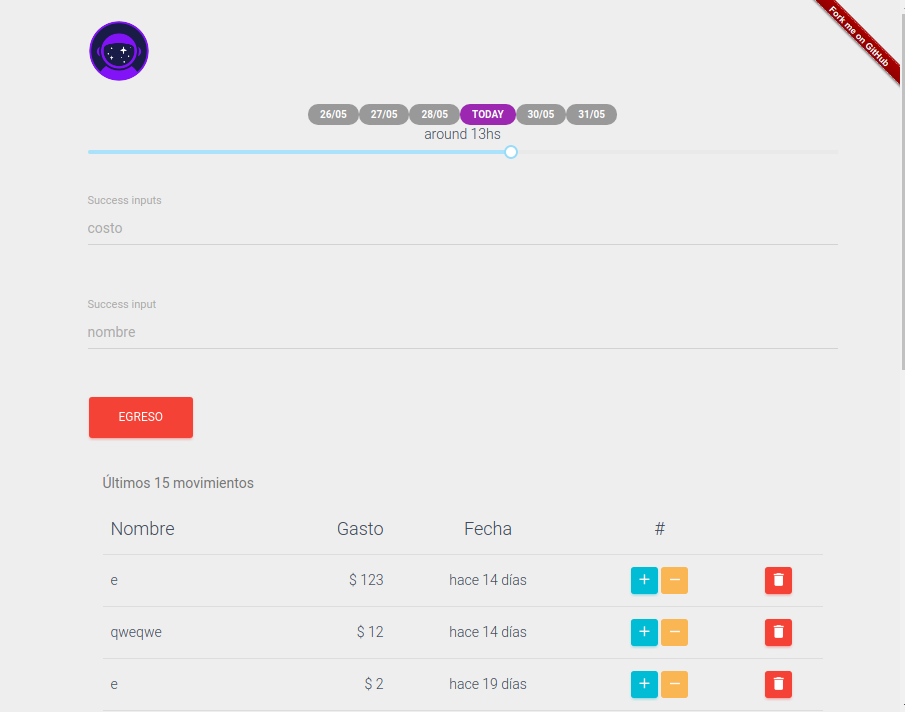 Fork me on GitHub
26/05 27/05 28/05 TODAY 30/05 31/05
around 13hs
Success inputs
costo
Success input
nombre
EGRESO
Últimos 15 movimientos
Nombre Gasto Fecha #
e $ 123 hace 14 días + −
qweqwe $ 12 hace 14 días + −
e $ 2 hace 19 días + −